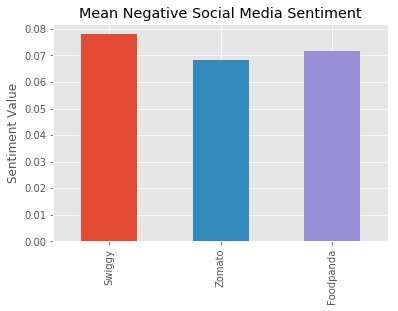 Mean Negative Social Media Sentiment
Sentiment Value
0.08
0.07
0.06
0.05
0.04
0.03
0.02
0.01
0.00
Swiggy
Zomato
Foodpanda